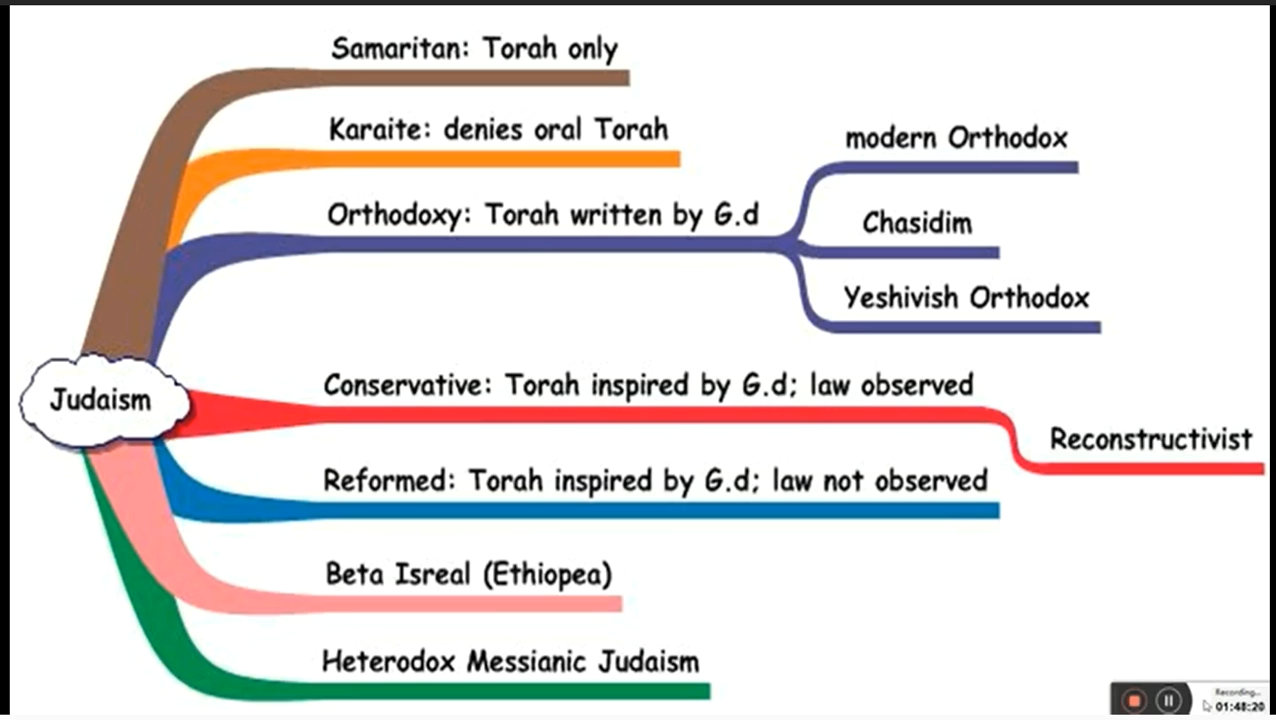 Samaritan: Torah only
Karaite: denies oral Torah
modern Orthodox
Orthodoxy: Torah written by G.d
Chasidim
Yeshivish Orthodox
Conservative: Torah inspired by G.d; law observed
Judaism
Reconstructivist
Reformed: Torah inspired by G.d; law not observed
Beta Isreal (Ethiopea)
Heterodox Messianic Judaism
Recording...
01:48:20